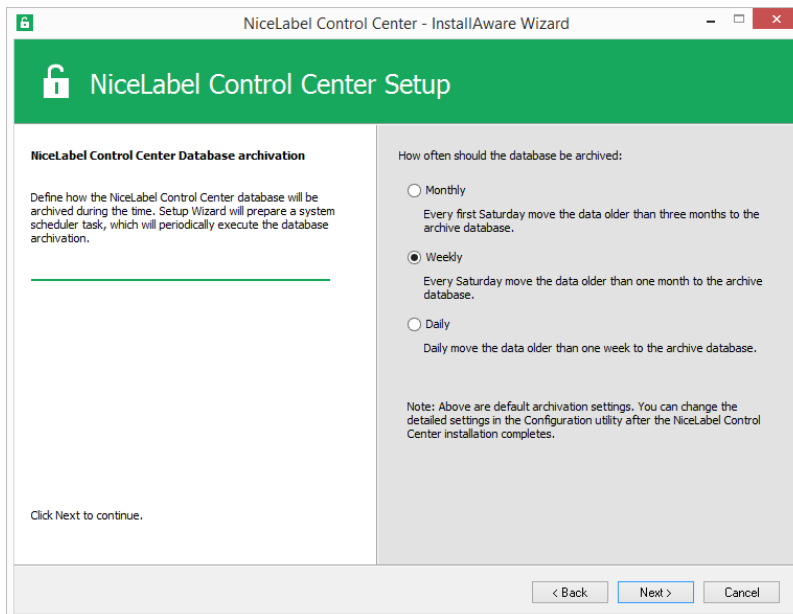 NiceLabel Control Center - InstallAware Wizard
NiceLabel Control Center Setup
NiceLabel Control Center Database archivation
Define how the NiceLabel Control Center database will be
archived during the time. Setup Wizard will prepare a system
scheduler task, which will periodically execute the database
archivation.
Click Next to continue.
How often should the database be archived:
Monthly
Every first Saturday move the data older than three months to the
archive database.
Weekly
Every Saturday move the data older than one month to the archive
database.
Daily
Daily move the data older than one week to the archive database.
Note: Above are default archivation settings. You can change the
detailed settings in the Configuration utility after the NiceLabel Control
Center installation completes.
< Back
Next >
Cancel